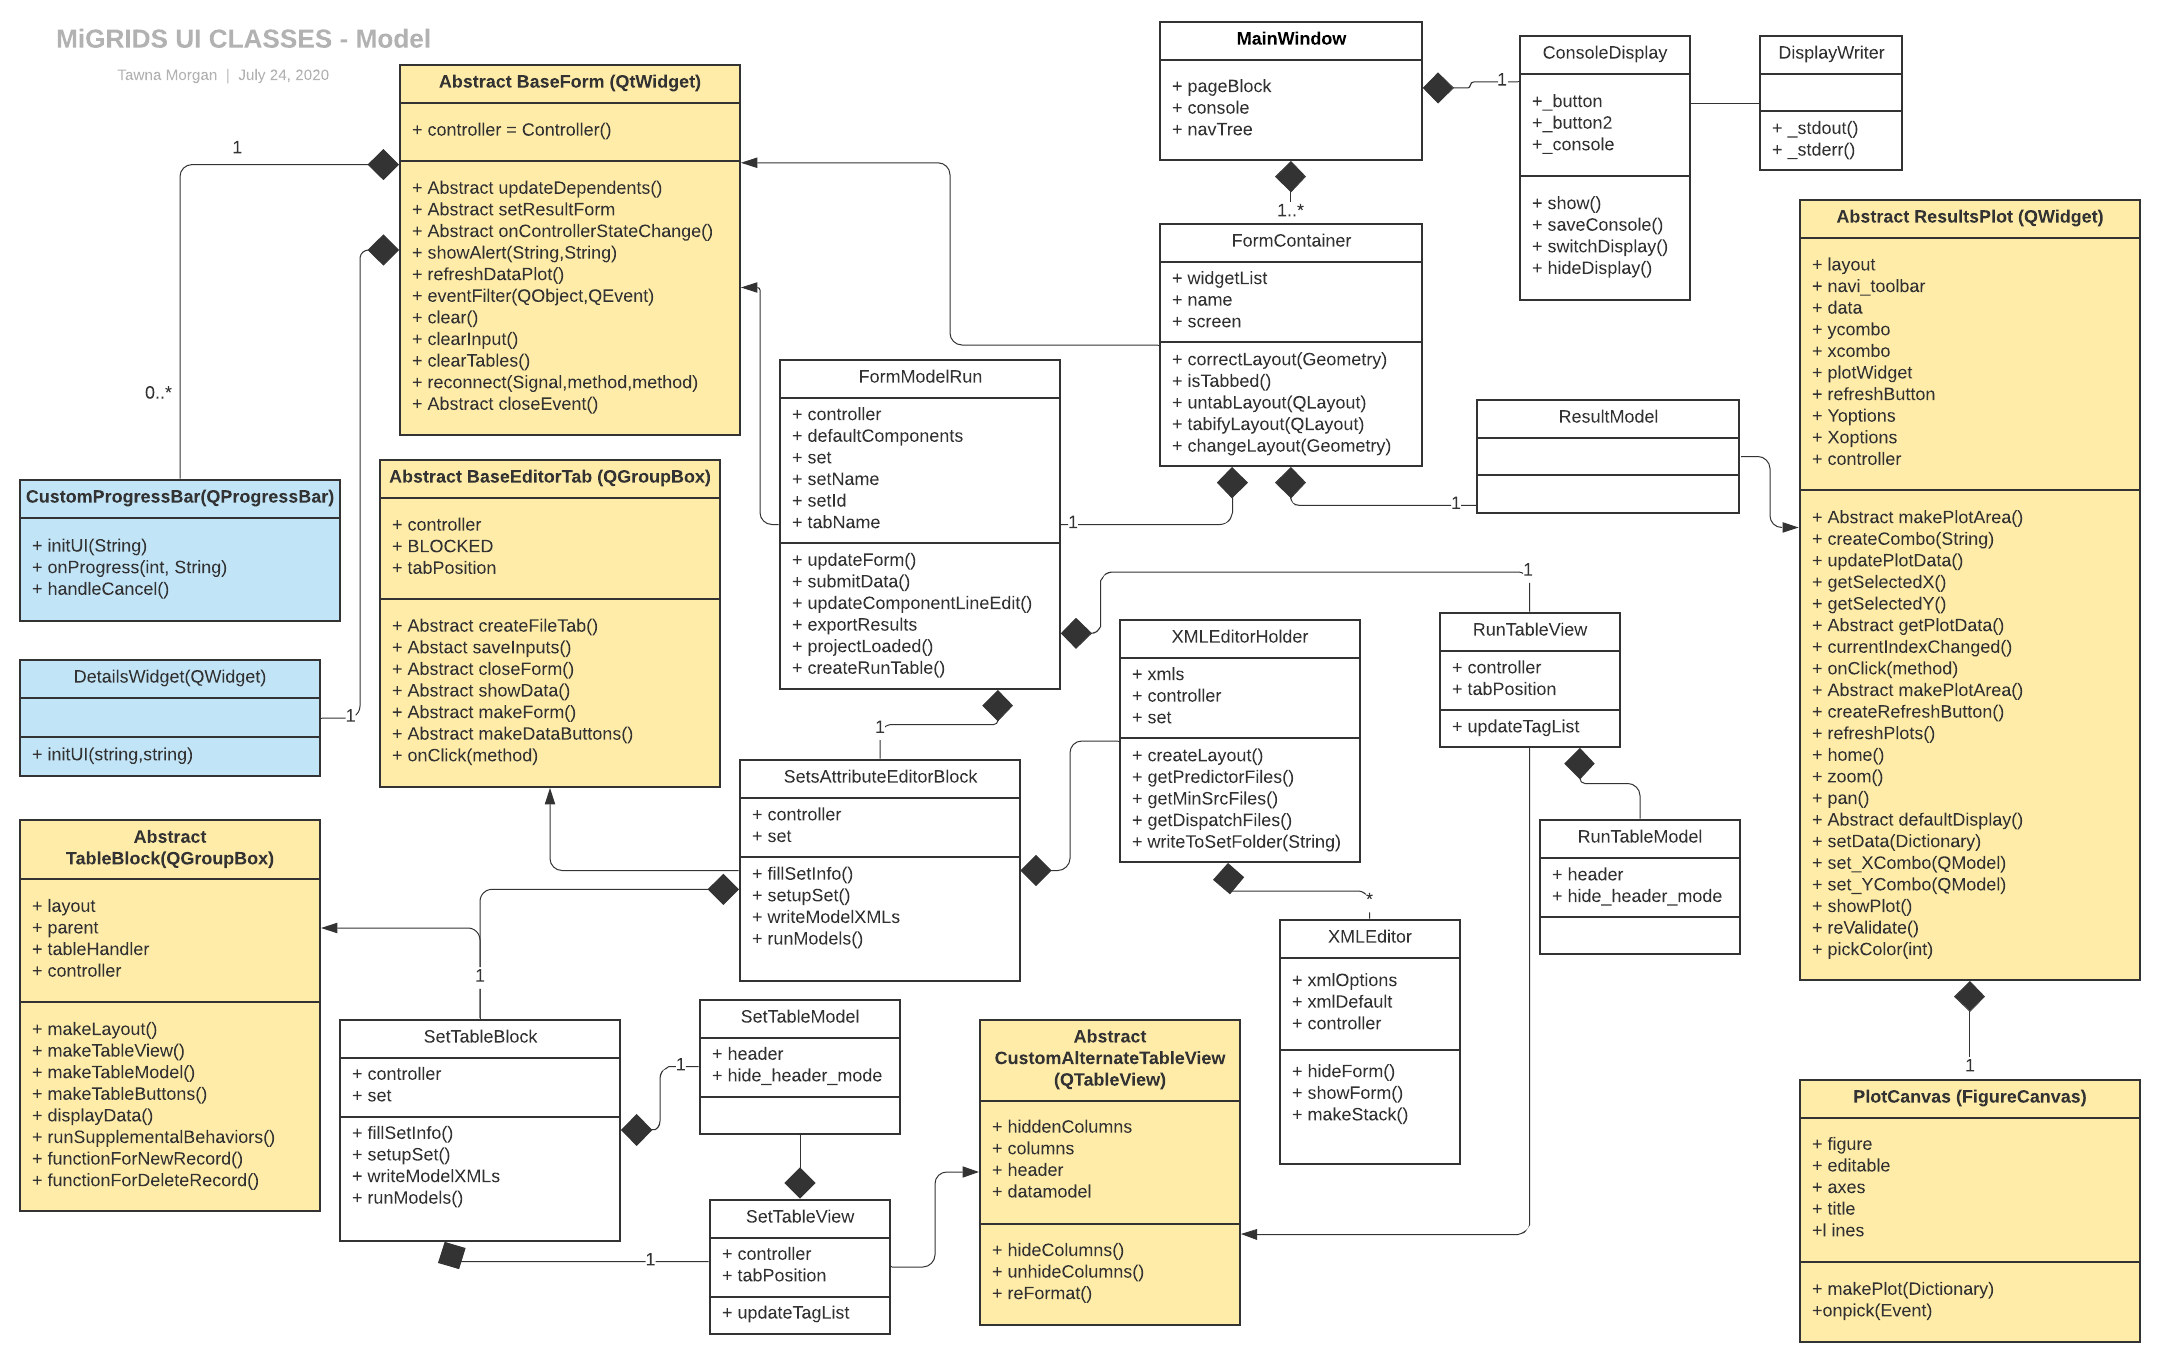 MiGRIDS UI CLASSES - Model
Tawna Morgan | July 24, 2020
Abstract BaseForm (QtWidget)
+ controller = Controller()
+ Abstract updateDependents()
+ Abstract setResultForm
+ Abstract onControllerStateChange()
+ showAlert(String,String)
+ refreshDataPlot()
+ eventFilter(QObject,QEvent)
+ clear()
+ clearInput()
+ clearTables()
+ reconnect(Signal,method,method)
+ Abstract closeEvent()
1
0..*
MainWindow
+ pageBlock
+ console
+ navTree
1
1..*
ConsoleDisplay
+_button
+_button2
+_console
+ show()
+ saveConsole()
+ switchDisplay()
+ hideDisplay()
DisplayWriter
+ _stdout()
+ _stderr()
FormContainer
+ widgetList
+ name
+ screen
+ correctLayout(Geometry)
+ isTabbed()
+ untabLayout(QLayout)
+ tabifyLayout(QLayout)
+ changeLayout(Geometry)
1
1
Abstract ResultsPlot (QWidget)
+ layout
+ navi_toolbar
+ data
+ ycombo
+ xcombo
+ plotWidget
+ refreshButton
+ Yoptions
+ Xoptions
+ controller
+ Abstract makePlotArea()
+ createCombo(String)
+ updatePlotData()
+ getSelectedX()
+ getSelectedY()
+ Abstract getPlotData()
+ currentIndexChanged()
+ onClick(method)
+ Abstract makePlotArea()
+ createRefreshButton()
+ refreshPlots()
+ home()
+ zoom()
+ pan()
+ Abstract defaultDisplay()
+ setData(Dictionary)
+ set_XCombo(QModel)
+ set_YCombo(QModel)
+ showPlot()
+ reValidate()
+ pickColor(int)
1
ResultModel
FormModelRun
+ controller
+ defaultComponents
+ set
+ setName
+ setId
+ tabName
+ updateForm()
+ submitData()
+ updateComponentLineEdit()
+ exportResults
+ projectLoaded()
+ createRunTable()
1
1
CustomProgressBar(QProgressBar)
+ initUI(String)
+ onProgress(int, String)
+ handleCancel()
Abstract BaseEditorTab (QGroupBox)
+ controller
+ BLOCKED
+ tabPosition
+ Abstract createFileTab()
+ Abstact saveInputs()
+ Abstract closeForm()
+ Abstract showData()
+ Abstract makeForm()
+ Abstract makeDataButtons()
+ onClick(method)
DetailsWidget(QWidget)
+ initUI(string,string)
1
XMLEditorHolder
+ xmls
+ controller
+ set
+ createLayout()
+ getPredictorFiles()
+ getMinSrcFiles()
+ getDispatchFiles()
+ writeToSetFolder(String)
*
RunTableView
+ controller
+ tabPosition
+ updateTagList
RunTableModel
+ header
+ hide_header_mode
SetsAttributeEditorBlock
+ controller
+ set
+ fillSetInfo()
+ setupSet()
+ writeModelXMLs
+ runModels()
1
Abstract
TableBlock(QGroupBox)
+ layout
+ parent
+ tableHandler
+ controller
+ makeLayout()
+ makeTableView()
+ makeTableModel()
+ makeTableButtons()
+ displayData()
+ runSupplementalBehaviors()
+ functionForNewRecord()
+ functionForDeleteRecord()
XMLEditor
+ xmlOptions
+ xmlDefault
+ controller
+ hideForm()
+ showForm()
+ makeStack()
SetTableBlock
+ controller
+ set
+ fillSetInfo()
+ setupSet()
+ writeModelXMLs
+ runModels()
1
1
SetTableModel
+ header
+ hide_header_mode
Abstract
CustomAlternateTableView
(QTableView)
+ hiddenColumns
+ columns
+ header
+ datamodel
+ hideColumns()
+ unhideColumns()
+ reFormat()
SetTableView
+ controller
+ tabPosition
+ updateTagList
PlotCanvas (FigureCanvas)
+ figure
+ editable
+ axes
+ title
+l ines
+ makePlot(Dictionary)
+onpick(Event)